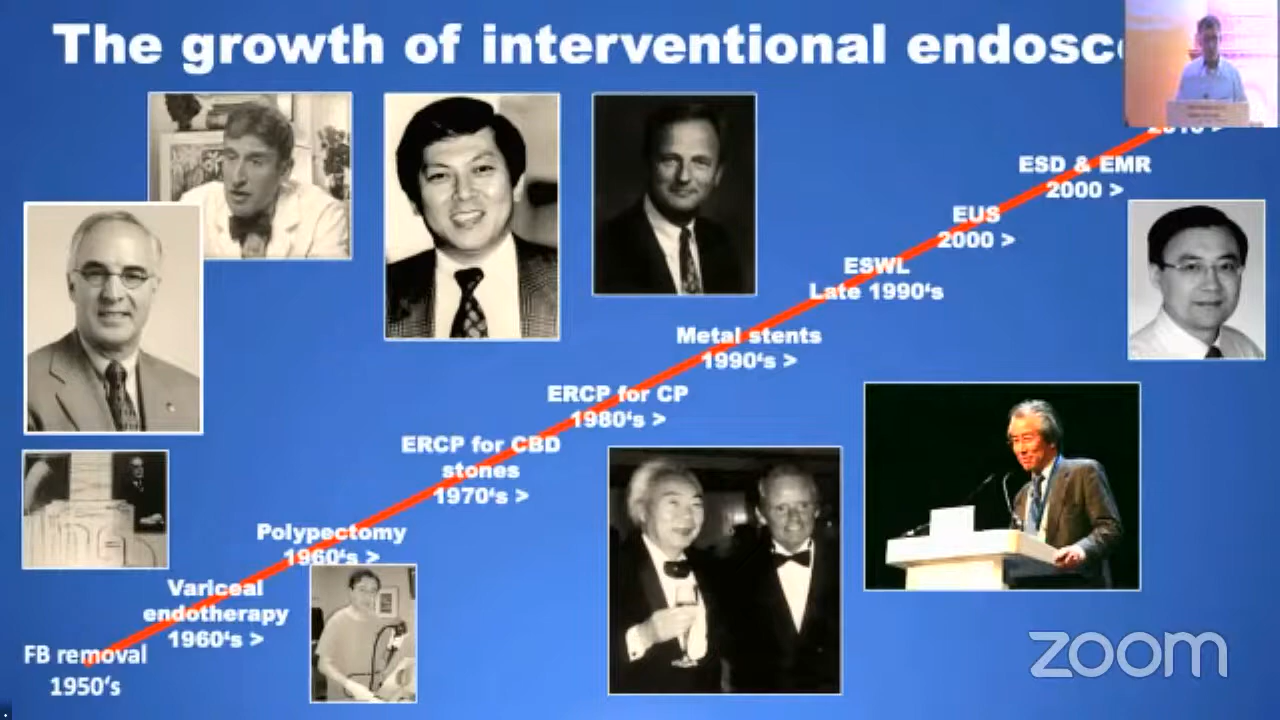 The growth of interventional endosc
ESD & EMR
2000 >
EUS
2000 >
ESWL
Late 1990‘s
Metal stents
1990‘s >
ERCP for CP
1980‘s >
ERCP for CBD
stones
1970‘s >
Polypectomy
1960‘s >
Variceal
endotherapy
1960‘s >
FB removal
1950‘s
zoom